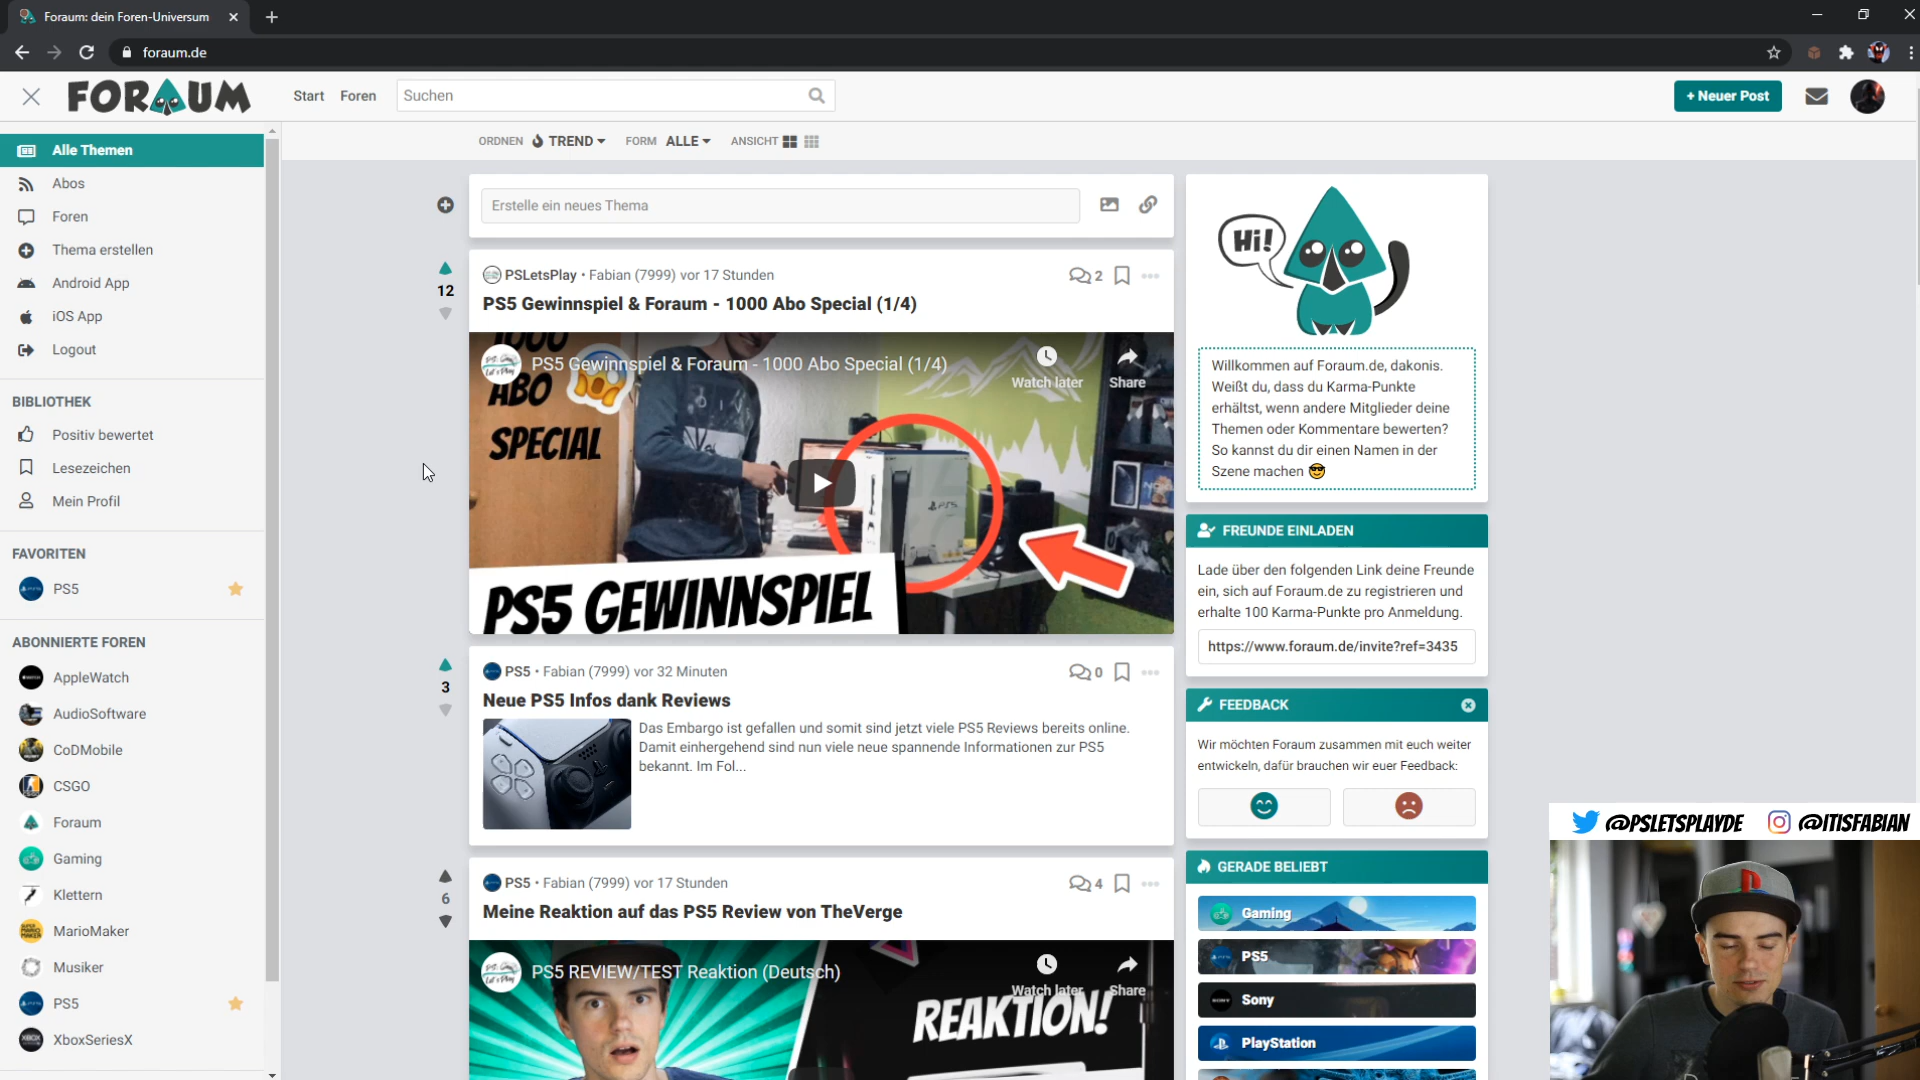 Foraum: dein Foren-Universum
foraum.de
FORAUM
Start Foren Suchen
+ Neuer Post
ORDNEN TREND FORM ALLE ANSICHT
Alle Themen
Abos
Foren
Thema erstellen
Android App
iOS App
Logout
BIBLIOTHEK
Positiv bewertet
Lesezeichen
Mein Profil
FAVORITEN
PS5
ABONNIERTE FOREN
AppleWatch
AudioSoftware
CoDMobile
CSGO
Foraum
Gaming
Klettern
MarioMaker
Musiker
PS5
XboxSeriesX
Erstelle ein neues Thema
12
PSLetsPlay • Fabian (7999) vor 17 Stunden
2
PS5 Gewinnspiel & Foraum - 1000 Abo Special (1/4)
PS5 Gewinnspiel & Foraum - 1000 Abo Special (1/4)
Watch later
Share
1000
ABO
SPECIAL
PS5
PS5 GEWINNSPIEL
3
PS5 • Fabian (7999) vor 32 Minuten
0
Neue PS5 Infos dank Reviews
Das Embargo ist gefallen und somit sind jetzt viele PS5 Reviews bereits online.
Damit einhergehend sind nun viele neue spannende Informationen zur PS5
bekannt. Im Fol...
6
PS5 • Fabian (7999) vor 17 Stunden
4
Meine Reaktion auf das PS5 Review von TheVerge
PS5 REVIEW/TEST Reaktion (Deutsch)
Watch later
Share
REAKTION!
Hi!
Willkommen auf Foraum.de, dakonis.
Weißt du, dass du Karma-Punkte
erhältst, wenn andere Mitglieder deine
Themen oder Kommentare bewerten?
So kannst du dir einen Namen in der
Szene machen 😎
FREUNDE EINLADEN
Lade über den folgenden Link deine Freunde
ein, sich auf Foraum.de zu registrieren und
erhalte 100 Karma-Punkte pro Anmeldung.
https://www.foraum.de/invite?ref=3435
FEEDBACK
Wir möchten Foraum zusammen mit euch weiter
entwickeln, dafür brauchen wir euer Feedback:
GERADE BELIEBT
Gaming
PS5
SONY Sony
PlayStation
@PSLETSPLAYDE @ITISFABIAN